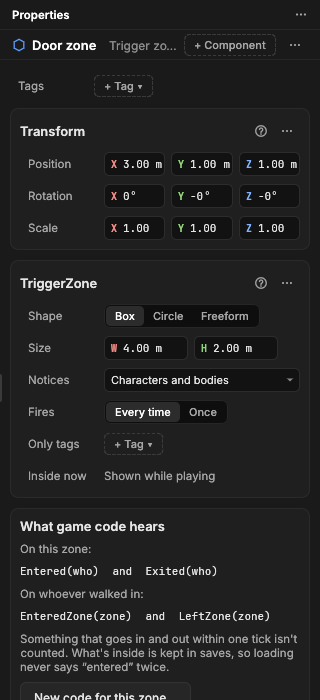 Properties
Door zone Trigger zo... + Component
Tags + Tag
Transform
Position X 3.00 m Y 1.00 m Z 1.00 m
Rotation X 0° Y -0° Z -0°
Scale X 1.00 Y 1.00 Z 1.00
TriggerZone
Shape Box Circle Freeform
Size W 4.00 m H 2.00 m
Notices Characters and bodies
Fires Every time Once
Only tags + Tag
Inside now Shown while playing
What game code hears
On this zone:
Entered(who) and Exited(who)
On whoever walked in:
EnteredZone(zone) and LeftZone(zone)
Something that goes in and out within one tick isn't
counted. What's inside is kept in saves, so loading
never says “entered” twice.
New code for this zone